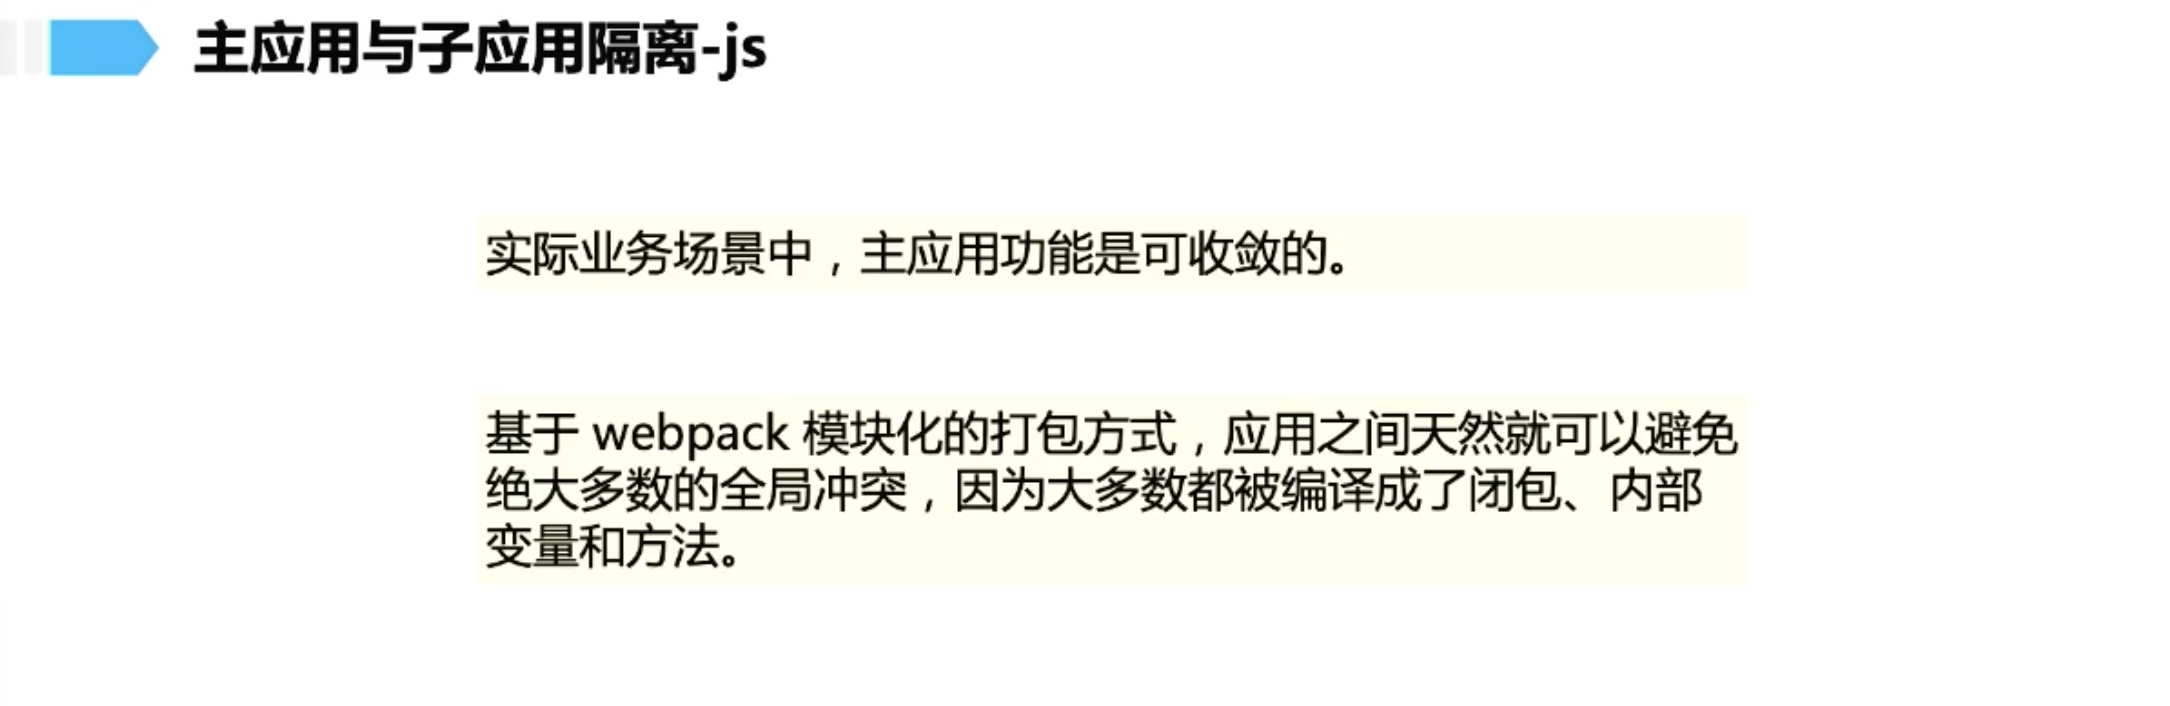 主应用与子应用隔离-js
实际业务场景中，主应用功能是可收敛的。
基于 webpack 模块化的打包方式，应用之间天然就可以避免
绝大多数的全局冲突，因为大多数都被编译成了闭包、内部
变量和方法。